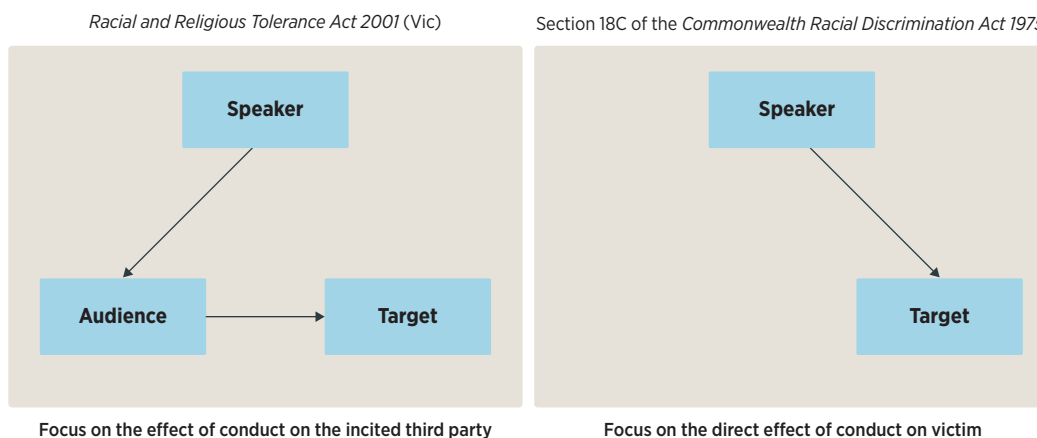 Racial and Religious Tolerance Act 2001 (Vic)
Speaker
Audience
Target
Focus on the effect of conduct on the incited third party
Section 18C of the Commonwealth Racial Discrimination Act 197
Speaker
Target
Focus on the direct effect of conduct on victim